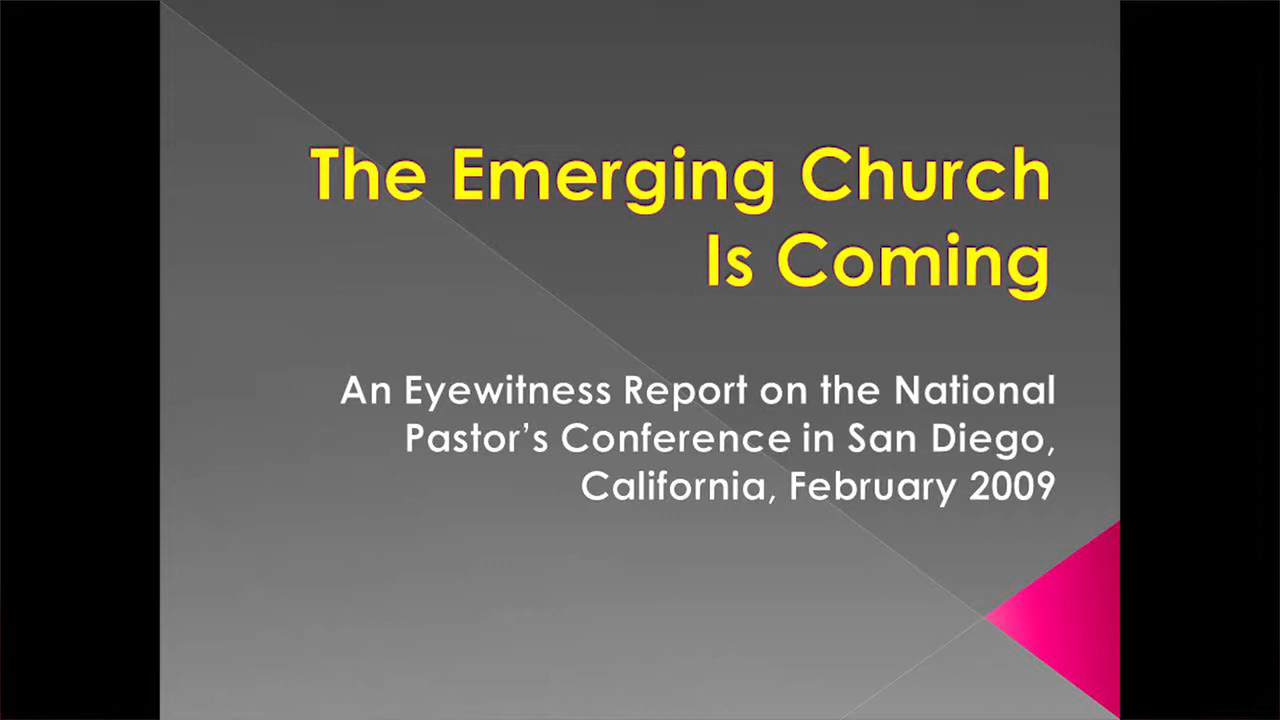 The Emerging Church
Is Coming
An Eyewitness Report on the National
Pastor’s Conference in San Diego,
California, February 2009